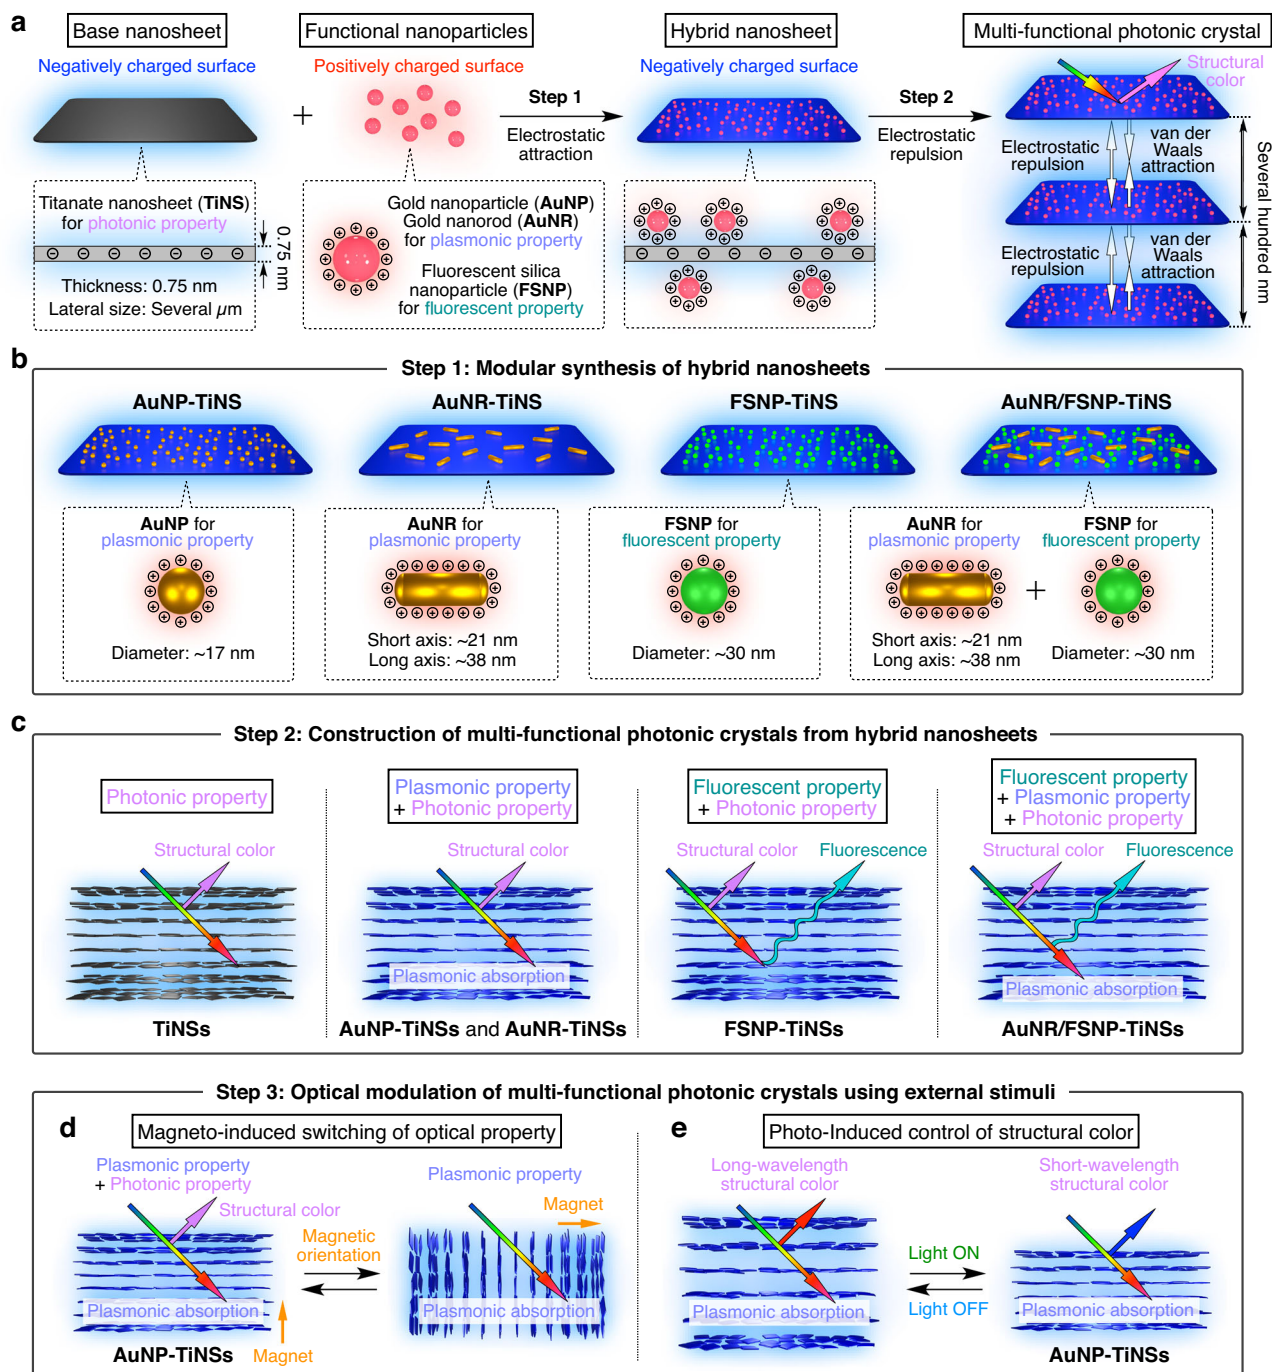 a
Base nanosheet
Functional nanoparticles
Hybrid nanosheet
Multi-functional photonic crystal
Negatively charged surface
Positively charged surface
Negatively charged surface
Structural
color
+
Step 1
Electrostatic
attraction
Step 2
Electrostatic
repulsion
Electrostatic
repulsion
van der
Waals
attraction
Electrostatic
repulsion
van der
Waals
attraction
Several hundred nm
Titanate nanosheet (TiNS)
for photonic property
0.75 nm
Thickness: 0.75 nm
Lateral size: Several µm
Gold nanoparticle (AuNP)
Gold nanorod (AuNR)
for plasmonic property
Fluorescent silica
nanoparticle (FSNP)
for fluorescent property
b
Step 1: Modular synthesis of hybrid nanosheets
AuNP-TiNS
AuNR-TiNS
FSNP-TiNS
AuNR/FSNP-TiNS
AuNP for
plasmonic property
Diameter: ~17 nm
AuNR for
plasmonic property
Short axis: ~21 nm
Long axis: ~38 nm
FSNP for
fluorescent property
Diameter: ~30 nm
AuNR for
plasmonic property
Short axis: ~21 nm
Long axis: ~38 nm
+
FSNP for
fluorescent property
Diameter: ~30 nm
c
Step 2: Construction of multi-functional photonic crystals from hybrid nanosheets
Photonic property
Structural color
TiNSs
Plasmonic property
+ Photonic property
Structural color
Plasmonic absorption
AuNP-TiNSs and AuNR-TiNSs
Fluorescent property
+ Photonic property
Structural color
Fluorescence
FSNP-TiNSs
Fluorescent property
+ Plasmonic property
+ Photonic property
Structural color
Fluorescence
Plasmonic absorption
AuNR/FSNP-TiNSs
Step 3: Optical modulation of multi-functional photonic crystals using external stimuli
d
Magneto-induced switching of optical property
Plasmonic property
+ Photonic property
Structural color
Plasmonic absorption
AuNP-TiNSs
Magnet
Magnetic
orientation
Plasmonic property
Magnet
Plasmonic absorption
e
Photo-Induced control of structural color
Long-wavelength
structural color
Plasmonic absorption
Light ON
Light OFF
Short-wavelength
structural color
Plasmonic absorption
AuNP-TiNSs